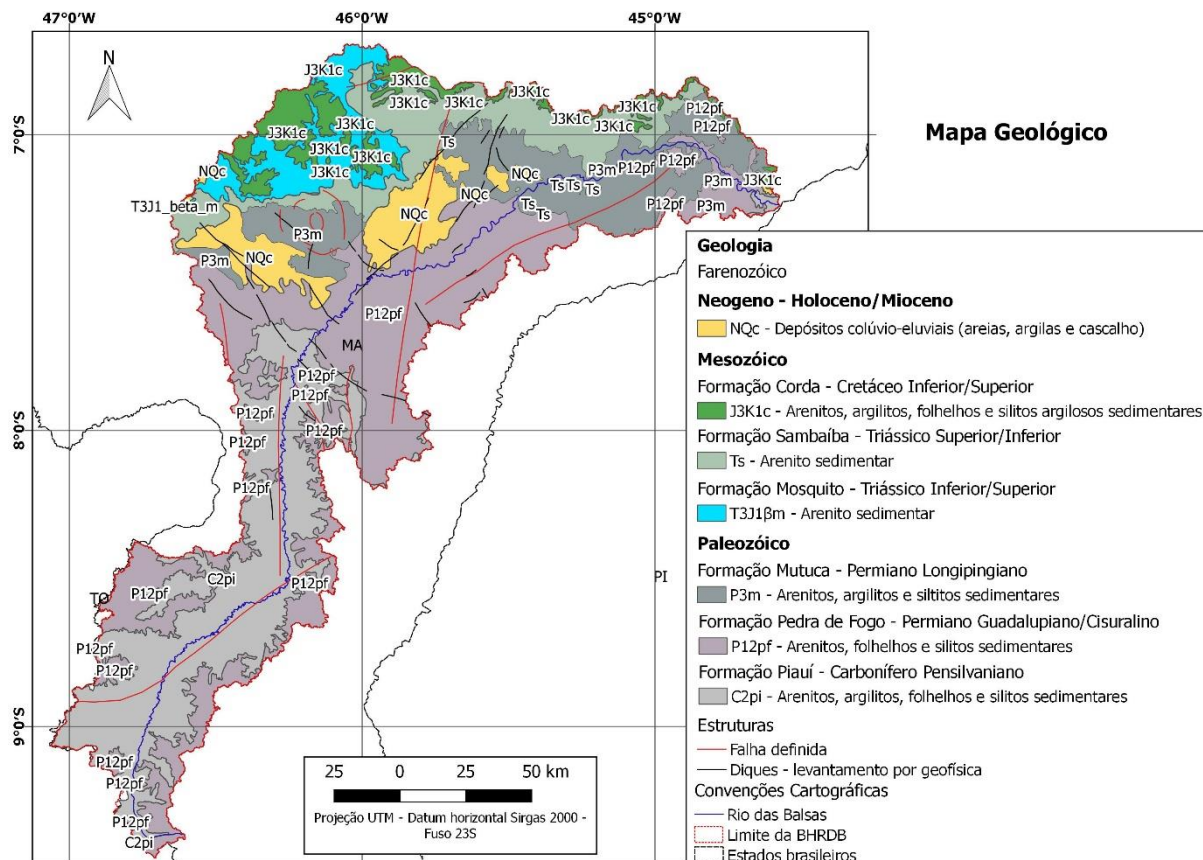 47°0'W 46°0'W 45°0'W
N
7°0'S
8°0'S
9°0'S
J3K1c
J3K1c
J3K1c
J3K1c
J3K1c
J3K1c
J3K1c
J3K1c
J3K1c
J3K1c
J3K1c
J3K1c
J3K1c
J3K1c
P12pf
P12pf
Ts
NQc
P3m
P12pf
P12pf
NQc
Ts Ts
Ts
P3m
J3K1c
T3J1_beta_m
NQc
NQc
Ts
Ts
P12pf
P3m
P3m
P3m
NQc
P12pf
MA
P12pf
P12pf
P12pf
P12pf
P12pf
P12pf
C2pi
P12pf
P12pf
TO
PI
P12pf
P12pf
P12pf
P12pf
P12pf
C2pi
25 0 25 50 km
Projeção UTM - Datum horizontal Sirgas 2000 -
Fuso 23S
Mapa Geológico
Geologia
Farenozóico
Neogeno - Holoceno/Mioceno
NQc - Depósitos colúvio-eluviais (areias, argilas e cascalho)
Mesozóico
Formação Corda - Cretáceo Inferior/Superior
J3K1c - Arenitos, argilitos, folhelhos e silitos argilosos sedimentares
Formação Sambaíba - Triássico Superior/Inferior
Ts - Arenito sedimentar
Formação Mosquito - Triássico Inferior/Superior
T3J1βm - Arenito sedimentar
Paleozóico
Formação Mutuca - Permiano Longipingiano
P3m - Arenitos, argilitos e siltitos sedimentares
Formação Pedra de Fogo - Permiano Guadalupiano/Cisuralino
P12pf - Arenitos, folhelhos e silitos sedimentares
Formação Piauí - Carbonífero Pensilvaniano
C2pi - Arenitos, argilitos, folhelhos e silitos sedimentares
Estruturas
Falha definida
Diques - levantamento por geofísica
Convenções Cartográficas
Rio das Balsas
Limite da BHRDB
Estados brasileiros